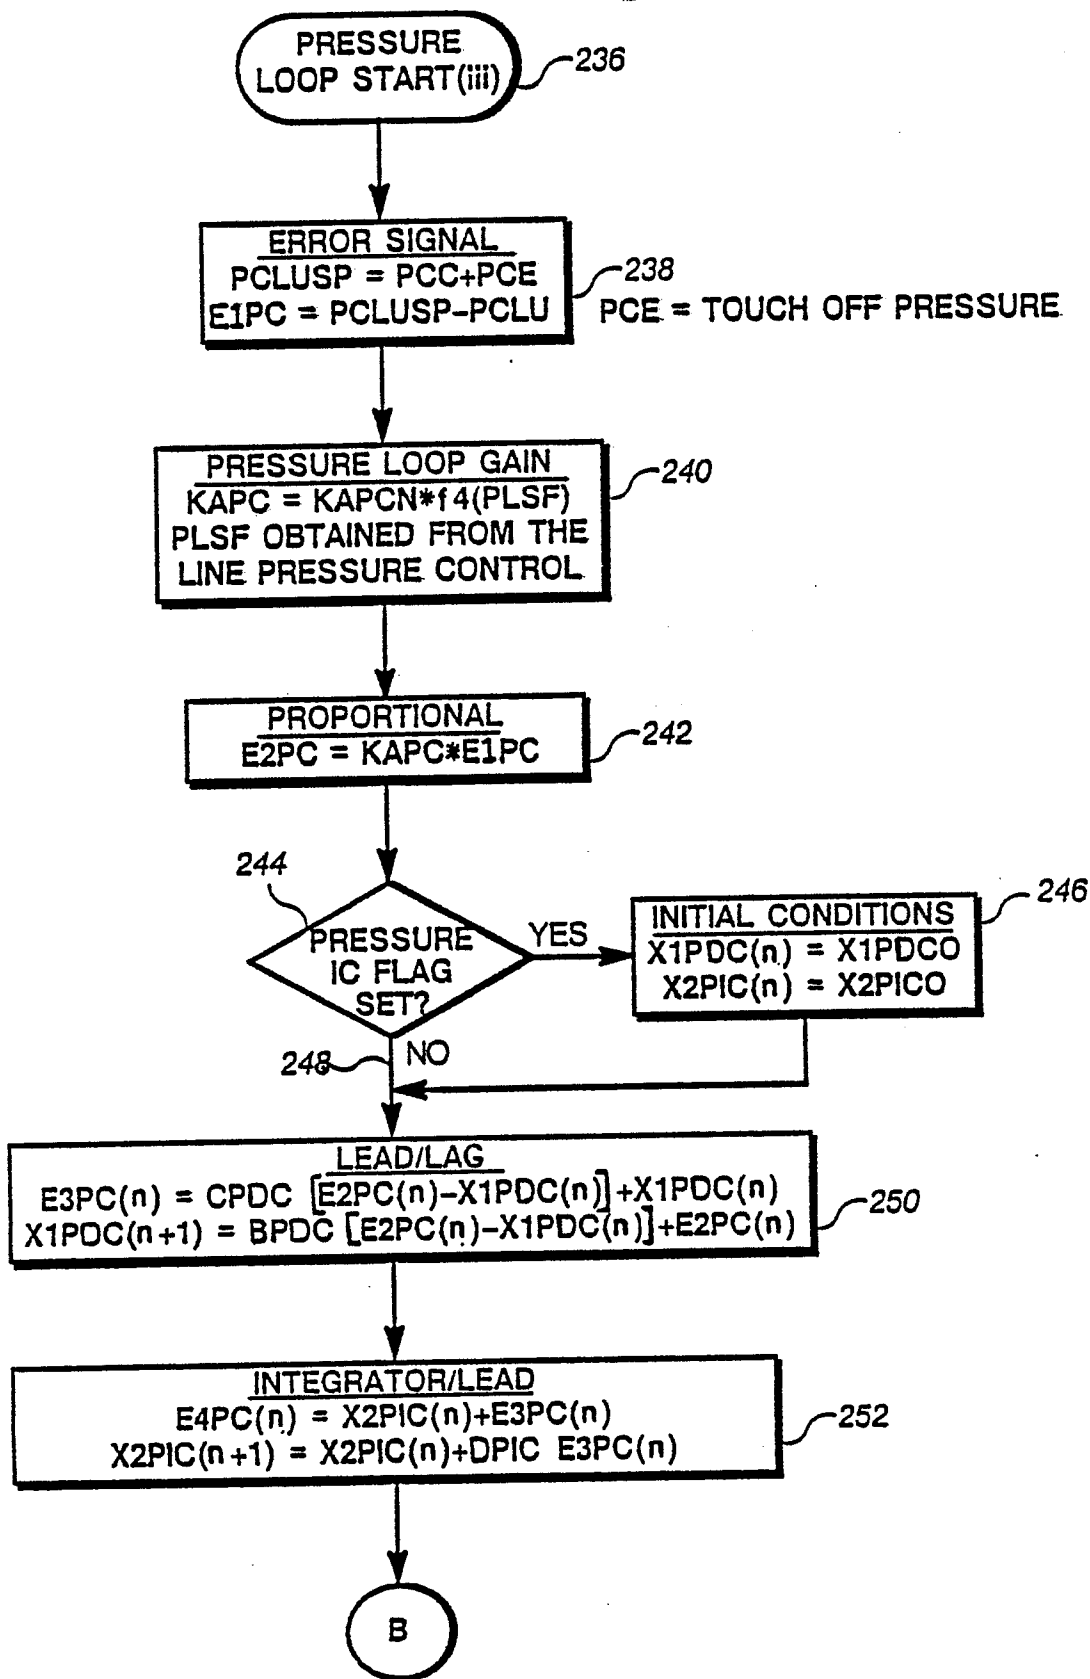 PRESSURE
LOOP START(iii)
236
ERROR SIGNAL
PCLUSP = PCC+PCE
E1PC = PCLUSP-PCLU
238
PCE = TOUCH OFF PRESSURE
PRESSURE LOOP GAIN
KAPC = KAPCN*f4(PLSF)
PLSF OBTAINED FROM THE
LINE PRESSURE CONTROL
240
PROPORTIONAL
E2PC = KAPC*E1PC
242
244
PRESSURE
IC FLAG
SET?
YES
INITIAL CONDITIONS
X1PDC(n) = X1PDCO
X2PIC(n) = X2PICO
246
248
NO
LEAD/LAG
E3PC(n) = CPDC [E2PC(n)-X1PDC(n)]+X1PDC(n)
X1PDC(n+1) = BPDC [E2PC(n)-X1PDC(n)]+E2PC(n)
250
INTEGRATOR/LEAD
E4PC(n) = X2PIC(n)+E3PC(n)
X2PIC(n+1) = X2PIC(n)+DPIC E3PC(n)
252
B